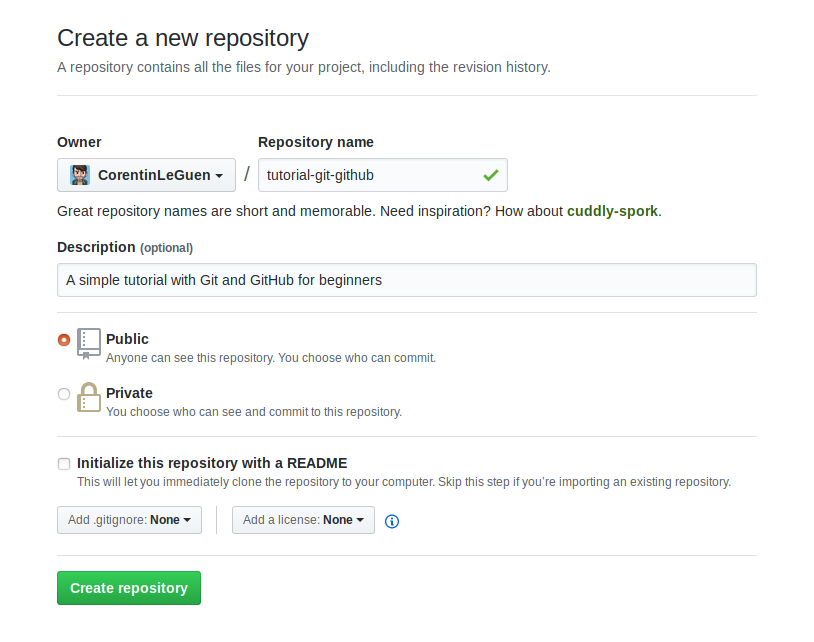 Create a new repository
A repository contains all the files for your project, including the revision history.
Owner
Repository name
CorentinLeGuen / tutorial-git-github
Great repository names are short and memorable. Need inspiration? How about cuddly-spork.
Description (optional)
A simple tutorial with Git and GitHub for beginners
Public
Anyone can see this repository. You choose who can commit.
Private
You choose who can see and commit to this repository.
Initialize this repository with a README
This will let you immediately clone the repository to your computer. Skip this step if you’re importing an existing repository.
Add .gitignore: None
Add a license: None
Create repository